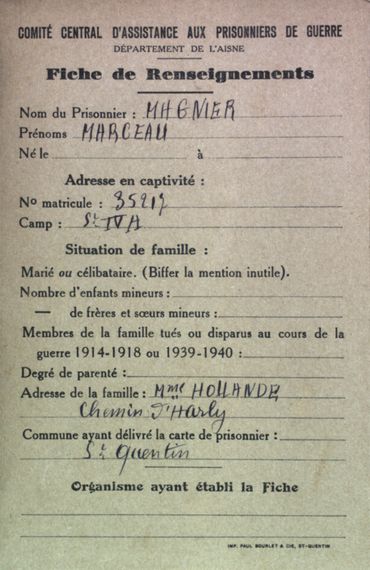 COMITÉ CENTRAL D'ASSISTANCE AUX PRISONNIERS DE GUERRE
DÉPARTEMENT DE L'AISNE
Fiche de Renseignements
Nom du Prisonnier : MAGNIER
Prénoms MARCEAU
Né le à
Adresse en captivité :
No matricule : 35217
Camp : St IV A
Situation de famille :
Marié ou célibataire. (Biffer la mention inutile).
Nombre d'enfants mineurs :
— de frères et sœurs mineurs :
Membres de la famille tués ou disparus au cours de la
guerre 1914-1918 ou 1939-1940 :
Degré de parenté :
Adresse de la famille : Mme HOLLANDE
Chemin d'Harly
Commune ayant délivré la carte de prisonnier :
St Quentin
Organisme ayant établi la Fiche
IMP. PAUL BOURLET & CIE, ST-QUENTIN